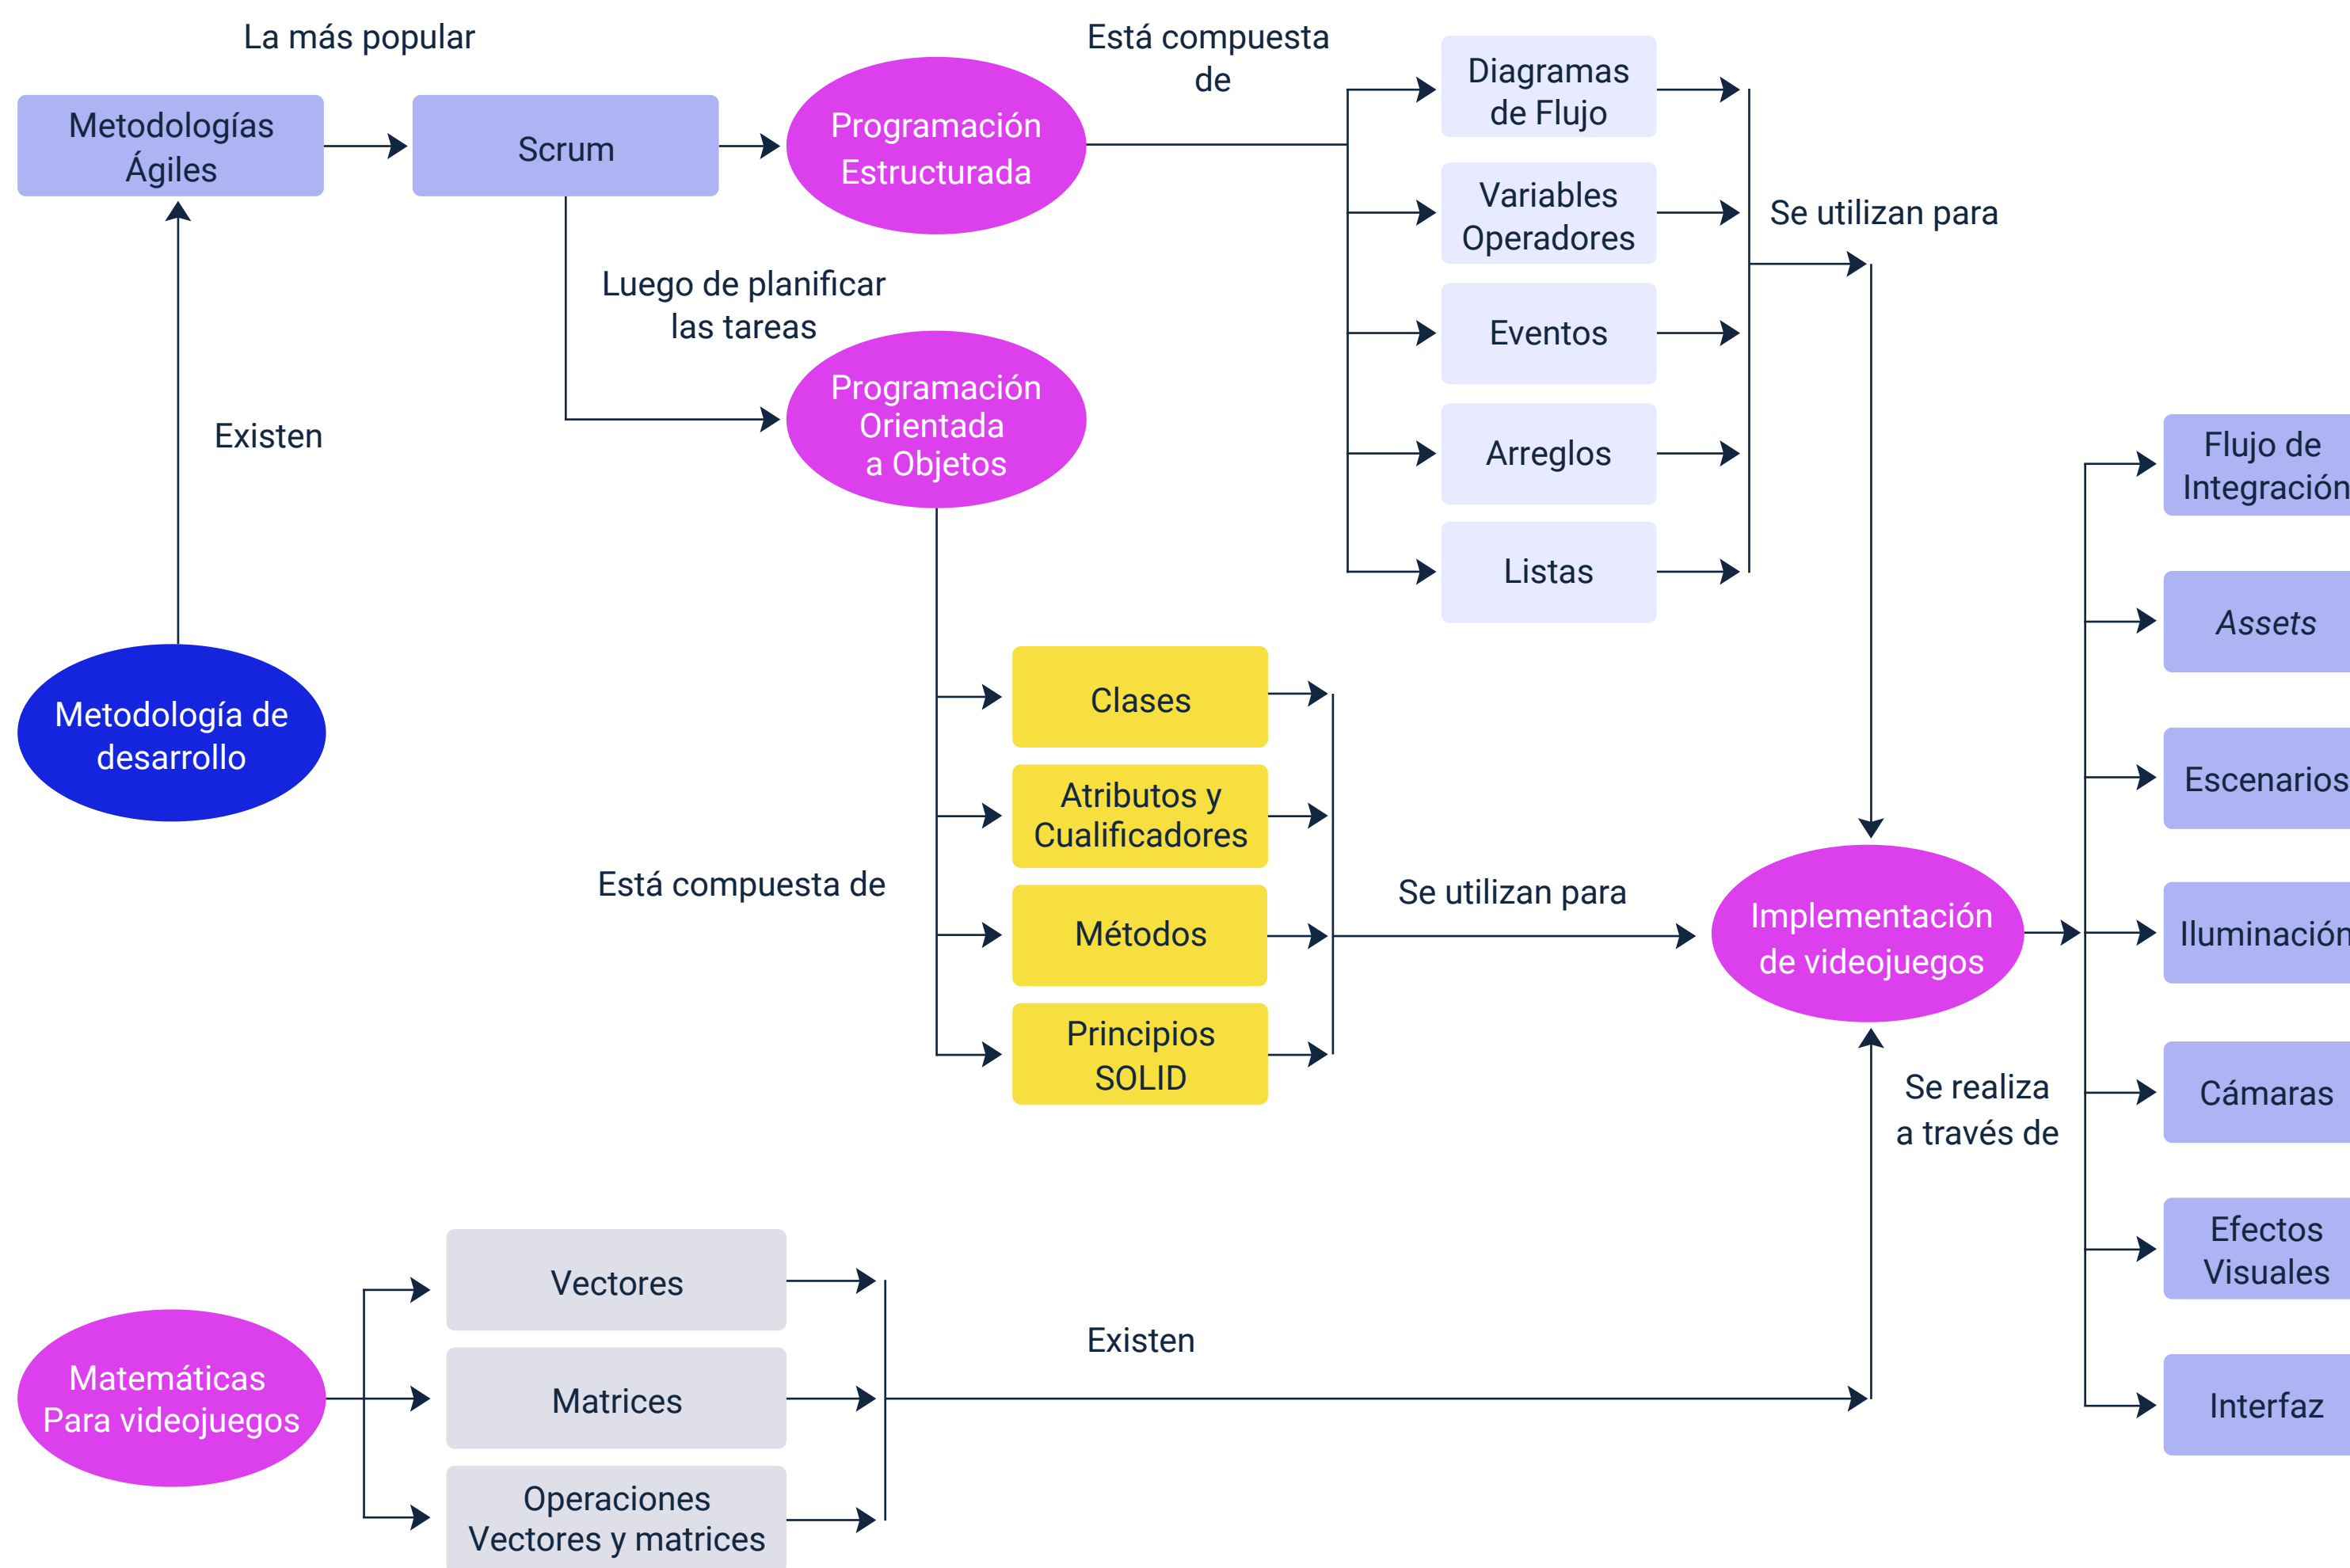 La más popular
Metodologías
Ágiles
Scrum
Programación
Estructurada
Está compuesta
de
Diagramas
de Flujo
Variables
Operadores
Eventos
Arreglos
Listas
Se utilizan para
Luego de planificar
las tareas
Programación
Orientada
a Objetos
Existen
Metodología de
desarrollo
Está compuesta de
Clases
Atributos y
Cualificadores
Métodos
Principios
SOLID
Se utilizan para
Implementación
de videojuegos
Se realiza
a través de
Flujo de
Integración
Assets
Escenarios
Iluminación
Cámaras
Efectos
Visuales
Interfaz
Matemáticas
Para videojuegos
Vectores
Matrices
Operaciones
Vectores y matrices
Existen